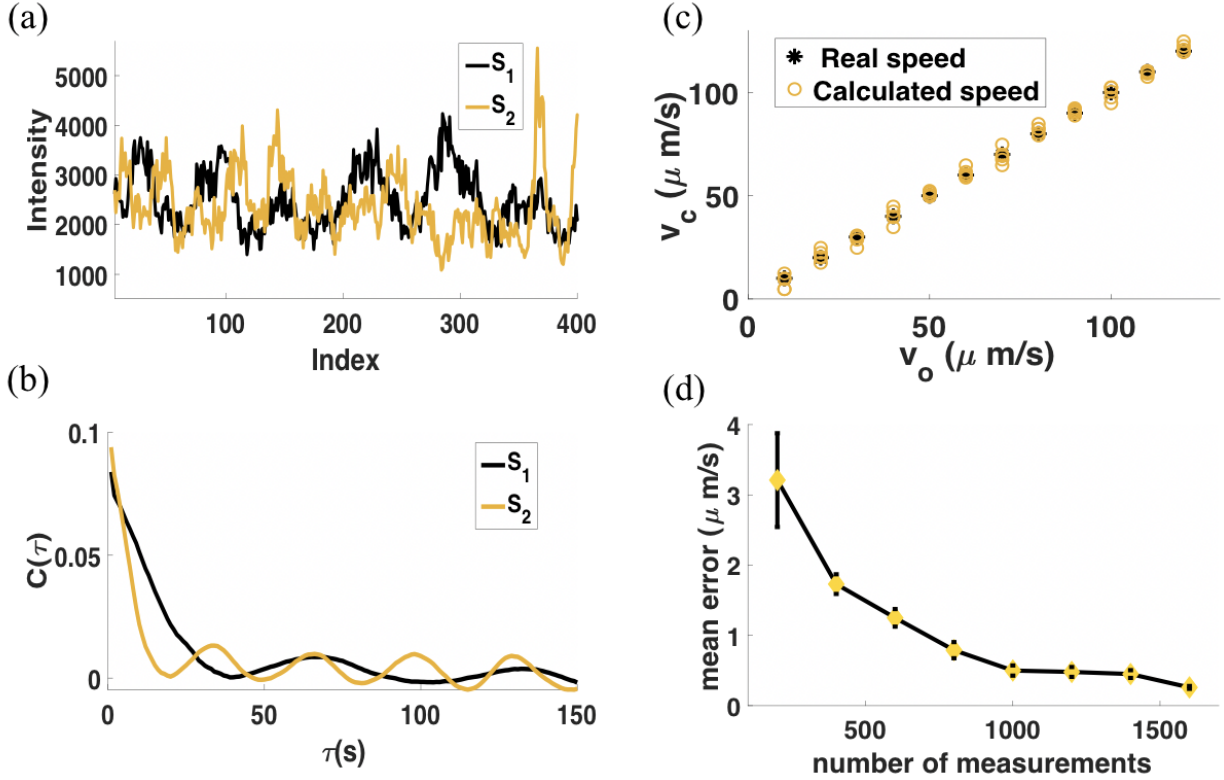 (a)
S1
S2
5000
4000
3000
2000
1000
Intensity
100
200
300
400
Index
(b)
S1
S2
0.1
0.05
0
C(τ)
0
50
100
150
τ(s)
(c)
Real speed
Calculated speed
100
50
0
v_c (μ m/s)
0
50
100
v_o (μ m/s)
(d)
4
3
2
1
0
mean error (μ m/s)
500
1000
1500
number of measurements